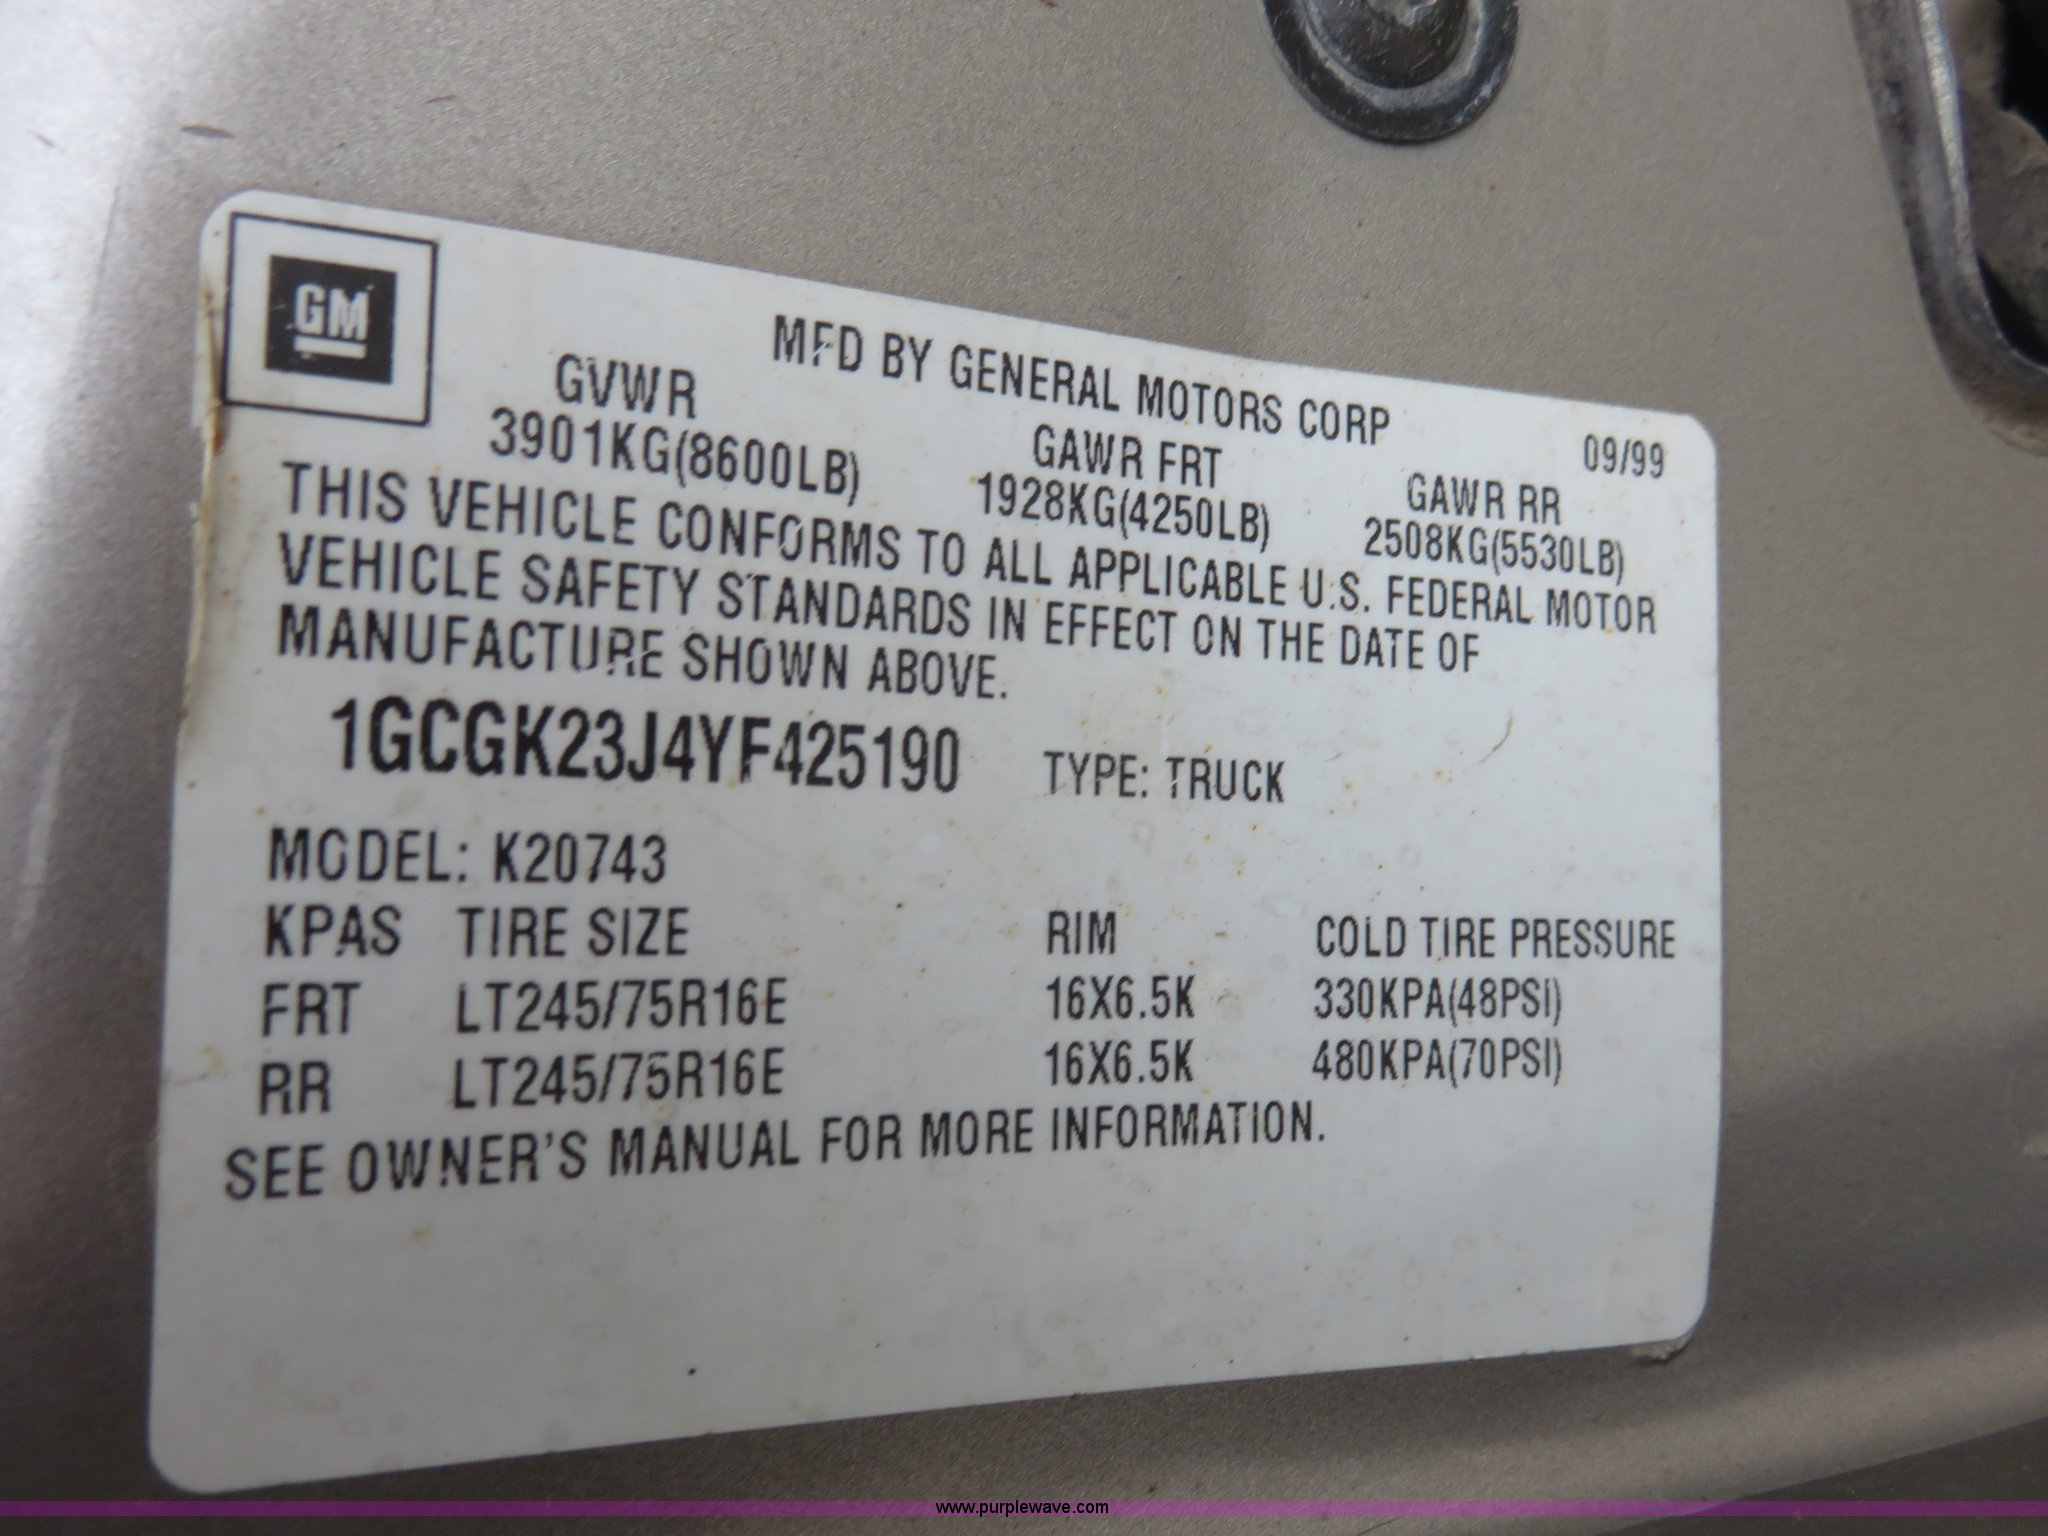 GM
MFD BY GENERAL MOTORS CORP 09/99
GVWR GAWR FRT GAWR RR
3901KG(8600LB) 1928KG(4250LB) 2508KG(5530LB)
THIS VEHICLE CONFORMS TO ALL APPLICABLE U.S. FEDERAL MOTOR
VEHICLE SAFETY STANDARDS IN EFFECT ON THE DATE OF
MANUFACTURE SHOWN ABOVE.
1GCGK23J4YF425190 TYPE: TRUCK
MODEL: K20743
KPAS TIRE SIZE RIM COLD TIRE PRESSURE
FRT LT245/75R16E 16X6.5K 330KPA(48PSI)
RR LT245/75R16E 16X6.5K 480KPA(70PSI)
SEE OWNER'S MANUAL FOR MORE INFORMATION.
www.purplewave.com